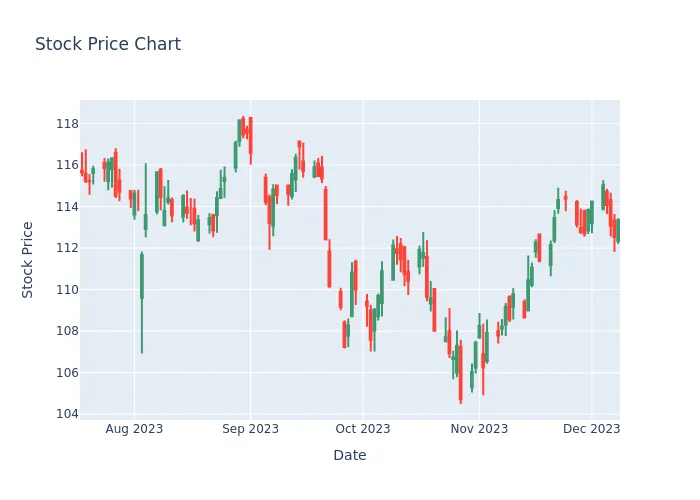 Stock Price Chart
118
116
114
112
110
108
106
104
Stock Price
Aug 2023
Sep 2023
Oct 2023
Nov 2023
Dec 2023
Date